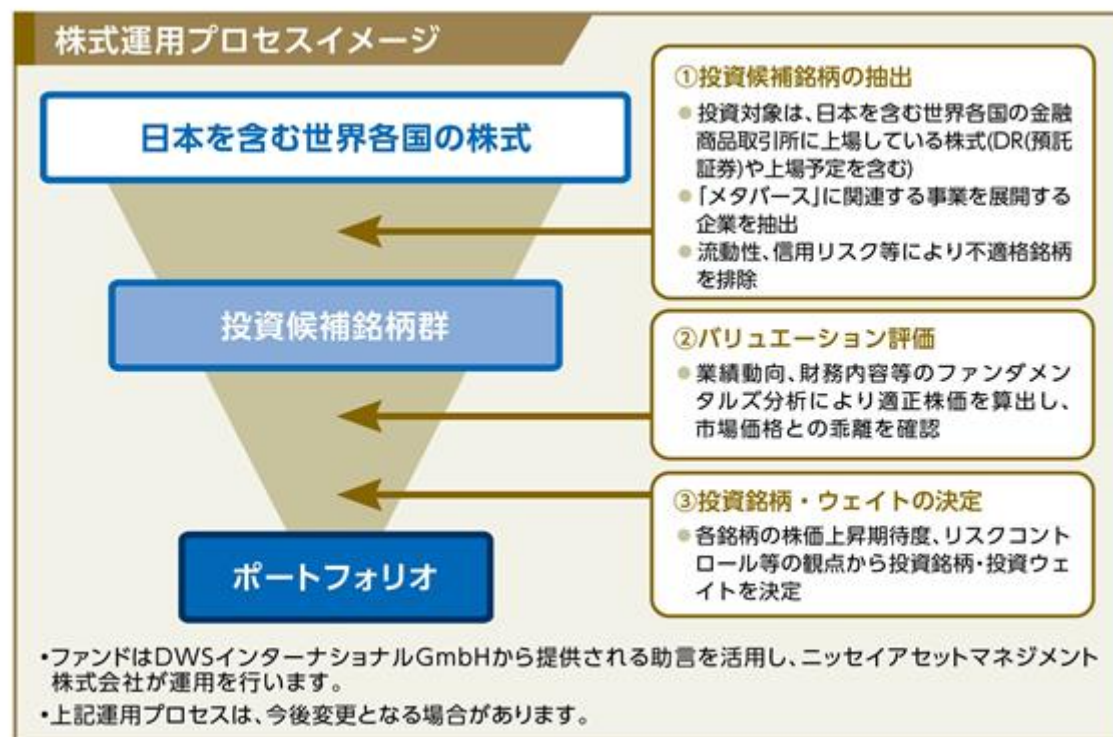 株式運用プロセスイメージ
日本を含む世界各国の株式
投資候補銘柄群
ポートフォリオ
①投資候補銘柄の抽出
●投資対象は、日本を含む世界各国の金融
商品取引所に上場している株式(DR(預託
証券)や上場予定を含む)
●「メタバース」に関連する事業を展開する
企業を抽出
●流動性、信用リスク等により不適格銘柄
を排除
②バリュエーション評価
●業績動向、財務内容等のファンダメン
タルズ分析により適正株価を算出し、
市場価格との乖離を確認
③投資銘柄・ウェイトの決定
●各銘柄の株価上昇期待度、リスクコント
ロール等の観点から投資銘柄・投資ウェ
イトを決定
•ファンドはDWSインターナショナルGmbHから提供される助言を活用し、ニッセイアセットマネジメント
株式会社が運用を行います。
•上記運用プロセスは、今後変更となる場合があります。